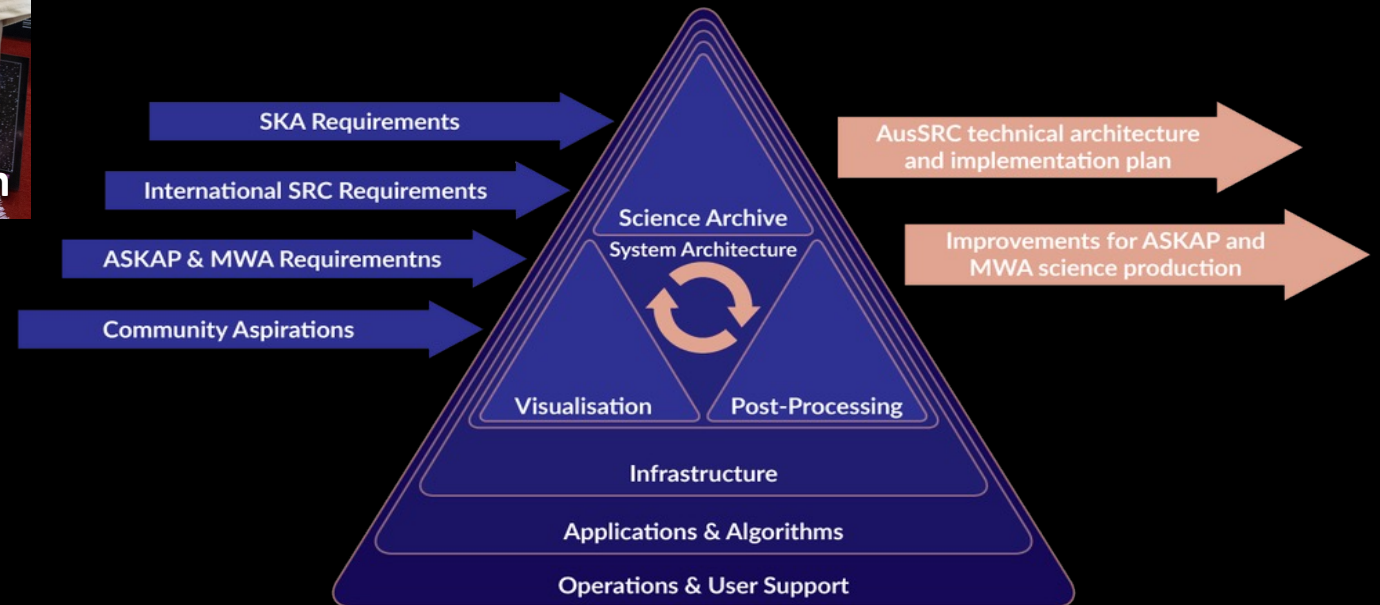 n
SKA Requirements
International SRC Requirements
ASKAP & MWA Requirementns
Community Aspirations
AusSRC technical architecture
and implementation plan
Improvements for ASKAP and
MWA science production
Science Archive
System Architecture
Visualisation
Post-Processing
Infrastructure
Applications & Algorithms
Operations & User Support